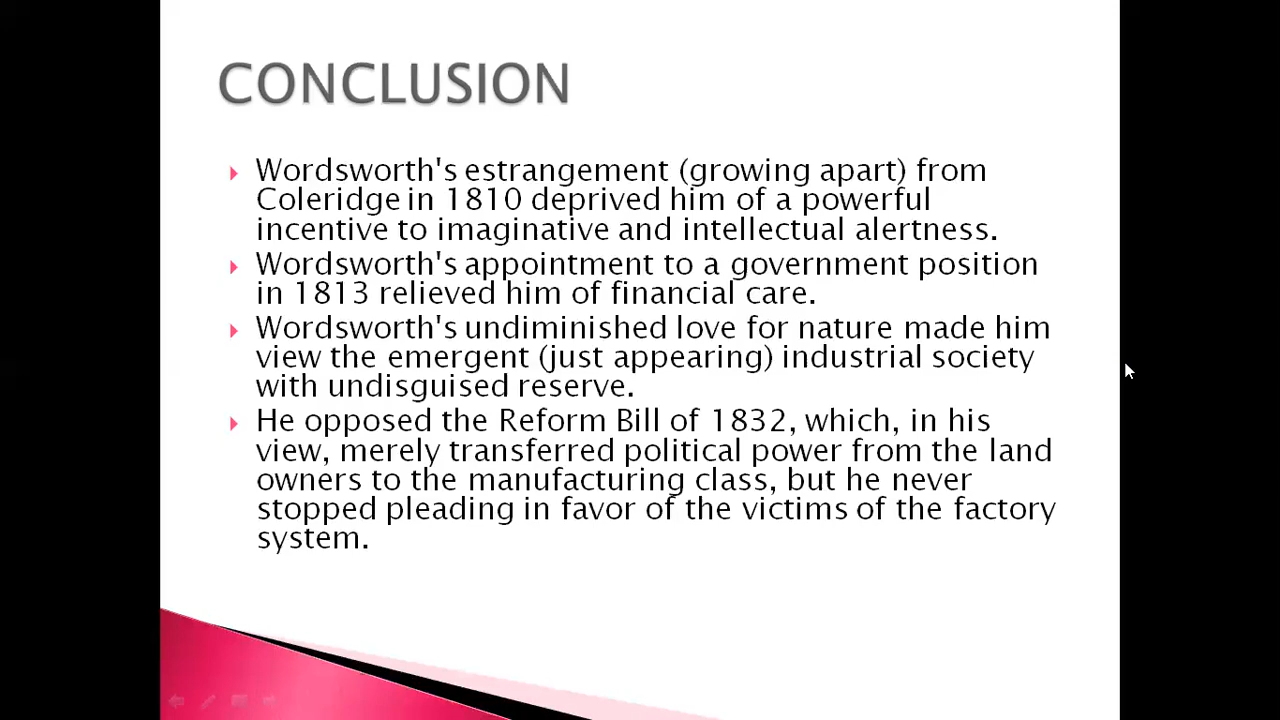 CONCLUSION
Wordsworth's estrangement (growing apart) from
Coleridge in 1810 deprived him of a powerful
incentive to imaginative and intellectual alertness.
Wordsworth's appointment to a government position
in 1813 relieved him of financial care.
Wordsworth's undiminished love for nature made him
view the emergent (just appearing) industrial society
with undisguised reserve.
He opposed the Reform Bill of 1832, which, in his
view, merely transferred political power from the land
owners to the manufacturing class, but he never
stopped pleading in favor of the victims of the factory
system.